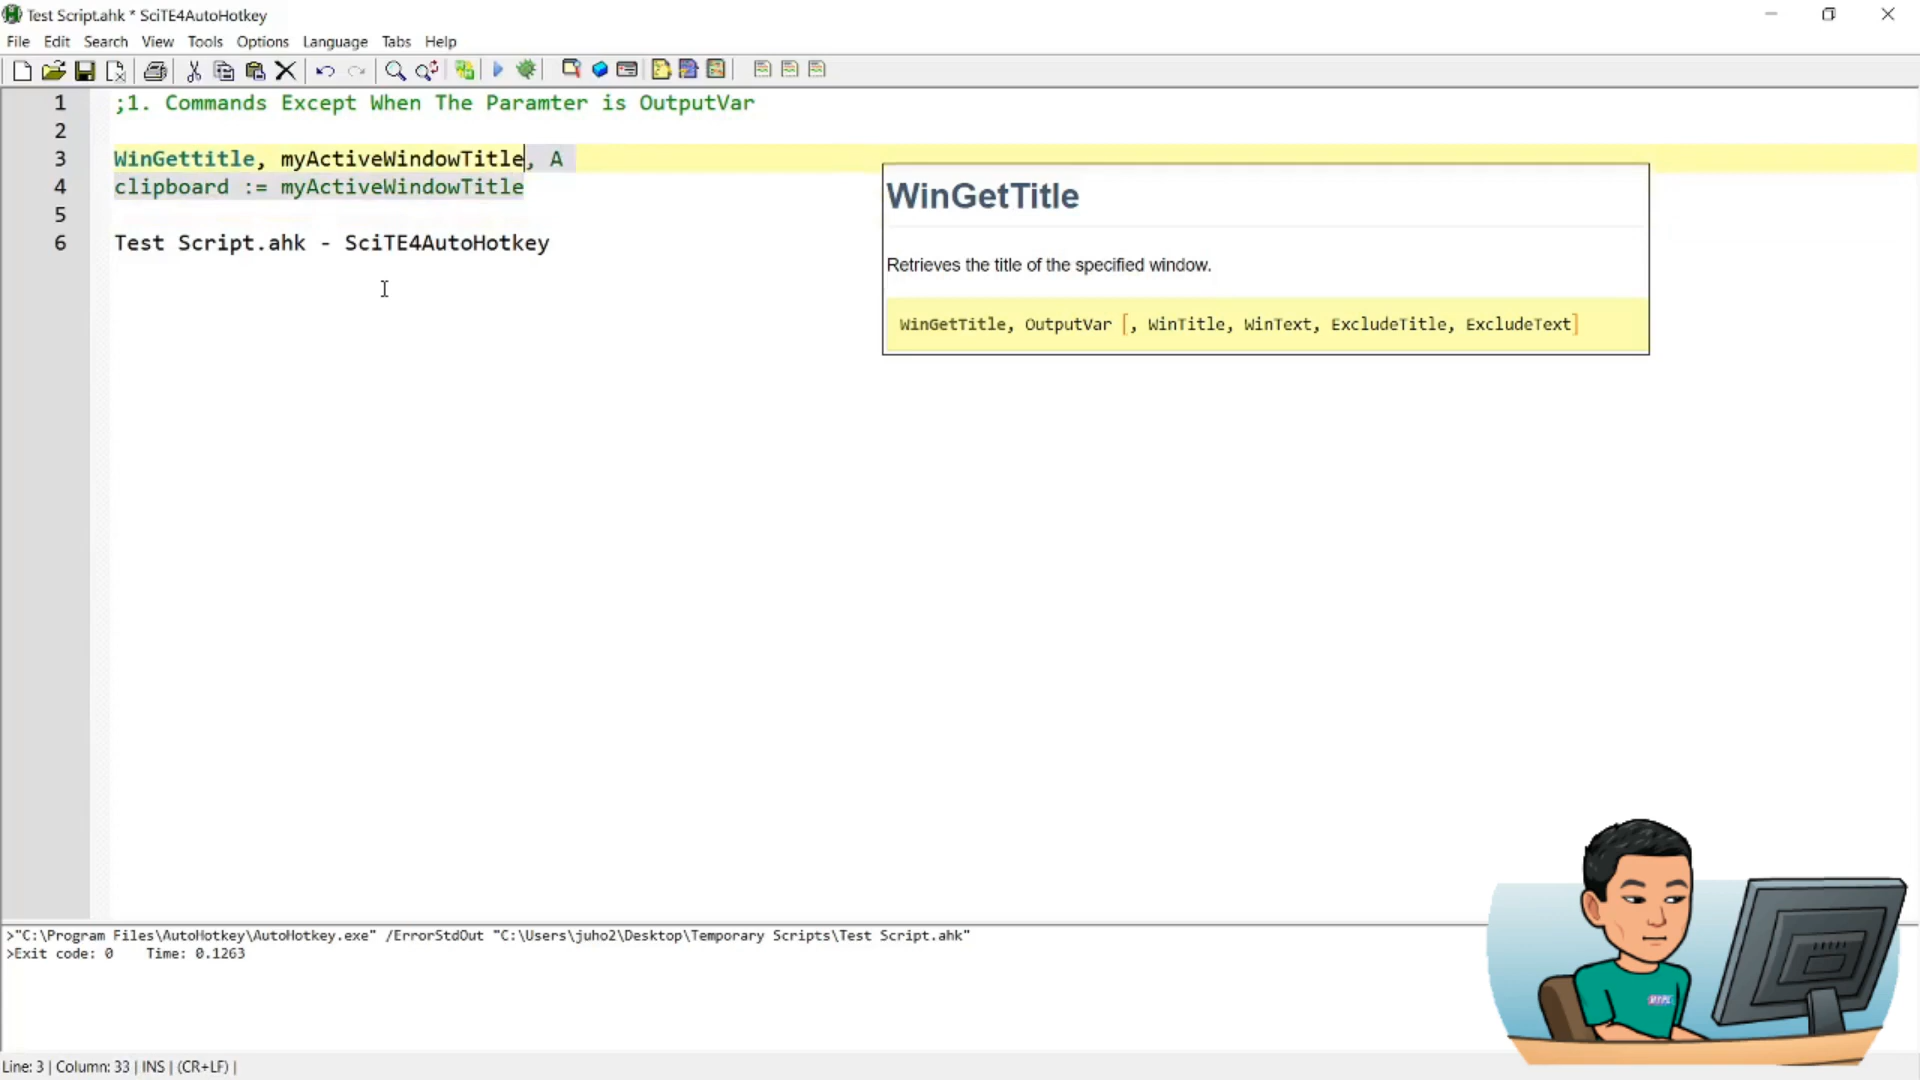 Test Script.ahk * SciTE4AutoHotkey
File Edit Search View Tools Options Language Tabs Help
1 ;1. Commands Except When The Paramter is OutputVar
2
3 WinGettitle, myActiveWindowTitle, A
4 clipboard := myActiveWindowTitle
5
6 Test Script.ahk - SciTE4AutoHotkey
WinGetTitle
Retrieves the title of the specified window.
WinGetTitle, OutputVar [, WinTitle, WinText, ExcludeTitle, ExcludeText]
>"C:\Program Files\AutoHotkey\AutoHotkey.exe" /ErrorStdOut "C:\Users\juho2\Desktop\Temporary Scripts\Test Script.ahk"
>Exit code: 0 Time: 0.1263
Line: 3 | Column: 33 | INS | (CR+LF) |